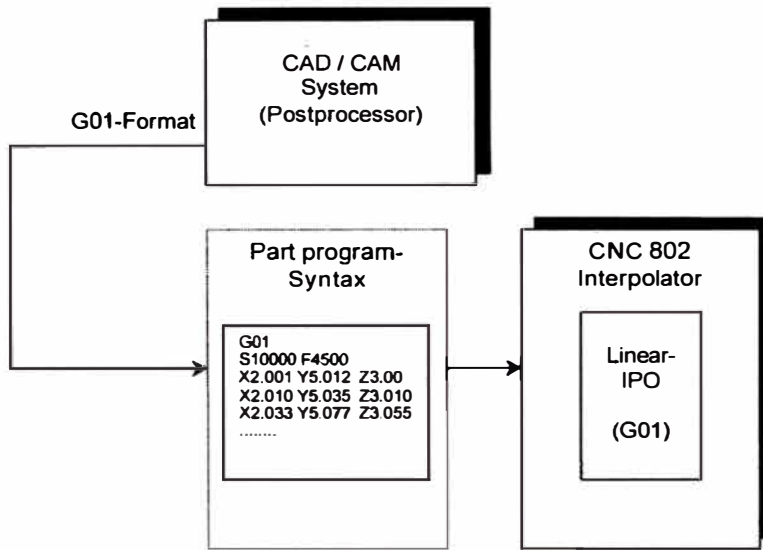 CAD / CAM
System
(Postprocessor)
G01-Format
Part program-
Syntax
G01
S10000 F4500
X2.001 Y5.012 Z3.00
X2.010 Y5.035 Z3.010
X2.033 Y5.077 Z3.055
........
CNC 802
Interpolator
Linear-
IPO
(G01)